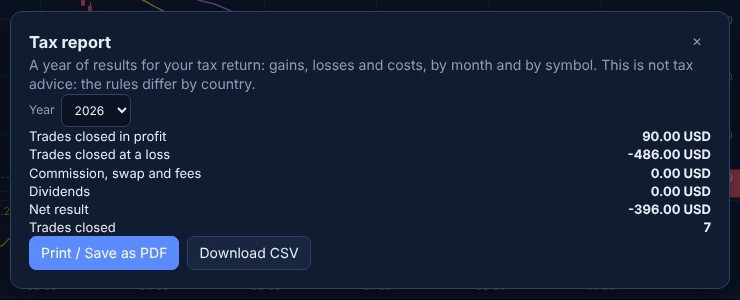 Tax report
×
A year of results for your tax return: gains, losses and costs, by month and by symbol. This is not tax
advice: the rules differ by country.
Year 2026
Trades closed in profit 90.00 USD
Trades closed at a loss -486.00 USD
Commission, swap and fees 0.00 USD
Dividends 0.00 USD
Net result -396.00 USD
Trades closed 7
Print / Save as PDF Download CSV